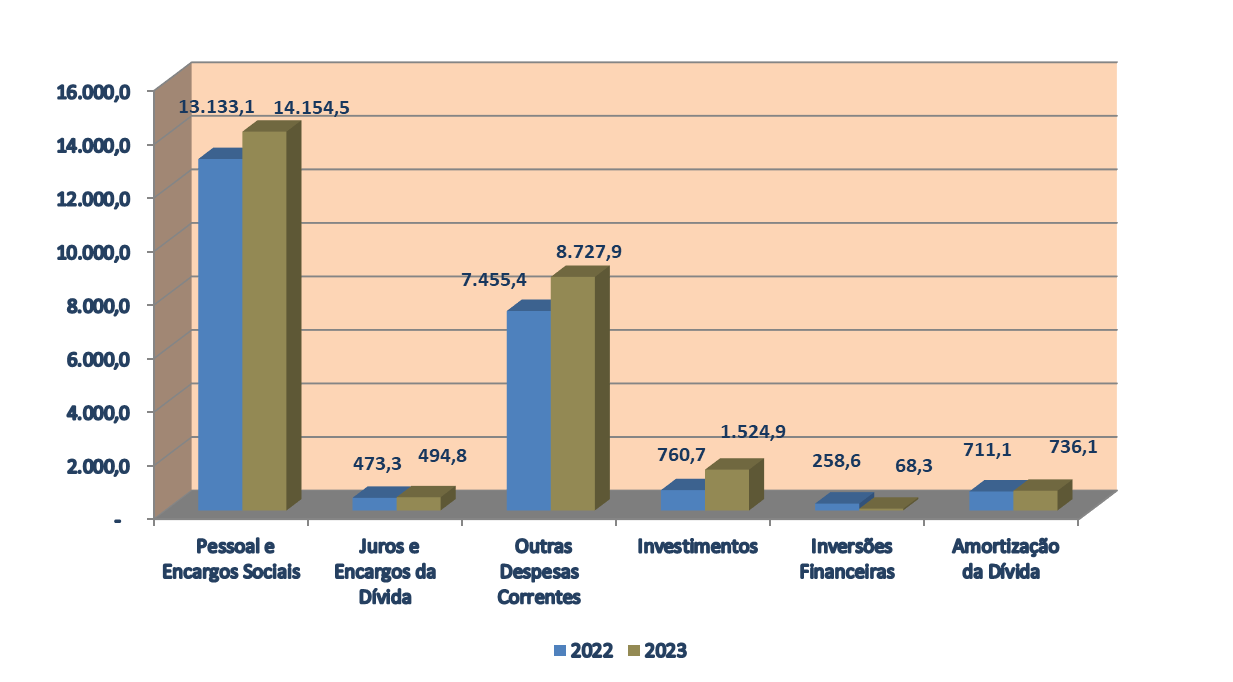 16.000,0
14.000,0
12.000,0
10.000,0
8.000,0
6.000,0
4.000,0
2.000,0
-
13.133,1
14.154,5
473,3
494,8
7.455,4
8.727,9
760,7
1.524,9
258,6
68,3
711,1
736,1
Pessoal e
Encargos Sociais
Juros e
Encargos da
Dívida
Outras
Despesas
Correntes
Investimentos
Inversões
Financeiras
Amortização
da Dívida
2022
2023